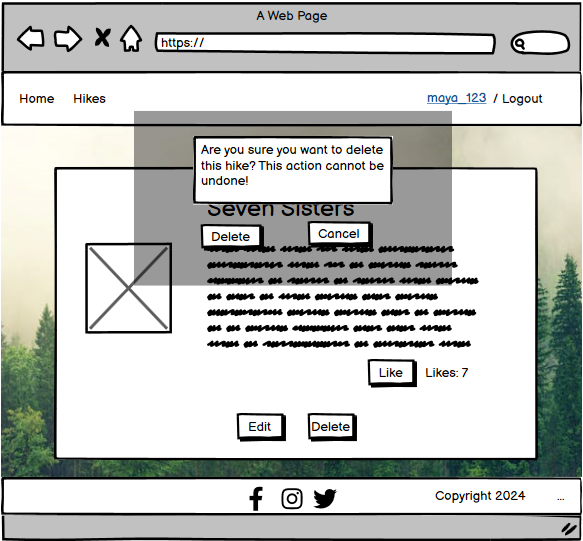 A Web Page
https://
Home Hikes maya_123 / Logout
Are you sure you want to delete
this hike? This action cannot be
undone!
Seven Sisters
Delete Cancel
Like Likes: 7
Edit Delete
Copyright 2024 ...